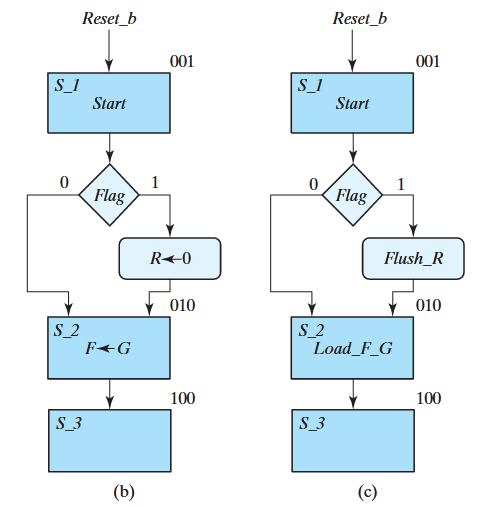 Reset_b
001
S_1
Start
0
Flag
1
R←0
010
S_2
F←G
100
S_3
(b)
Reset_b
001
S_1
Start
0
Flag
1
Flush_R
010
S_2
Load_F_G
100
S_3
(c)